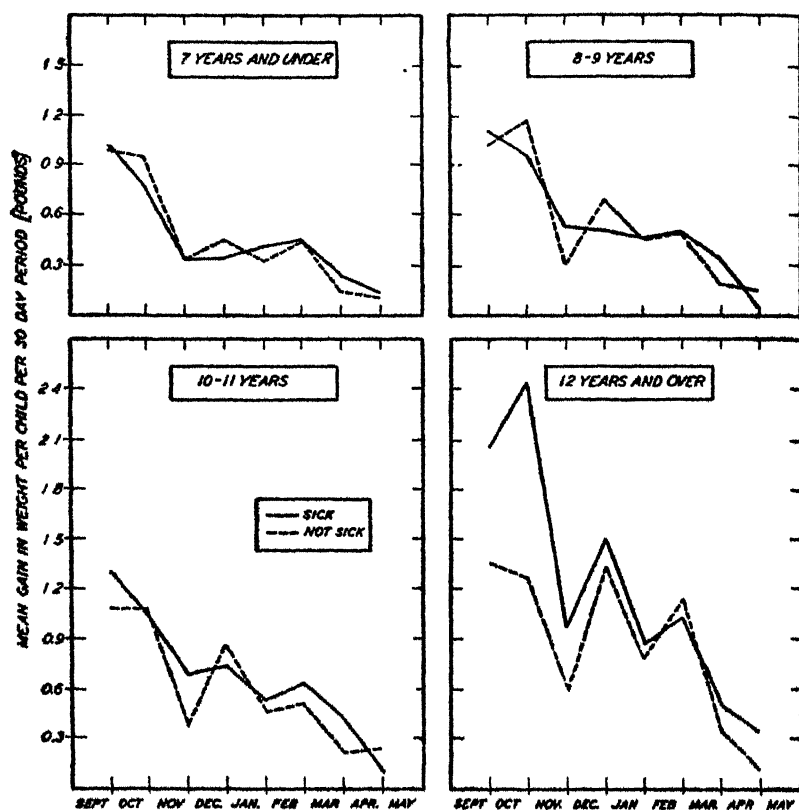 MEAN GAIN IN WEIGHT PER CHILD PER 30 DAY PERIOD [POUNDS]
7 YEARS AND UNDER
1.5
1.2
0.9
0.6
0.3
8-9 YEARS
10-11 YEARS
2.4
2.1
1.8
1.5
1.2
0.9
0.6
0.3
SICK
NOT SICK
12 YEARS AND OVER
SEPT OCT NOV DEC. JAN. FEB MAR APR. MAY
SEPT OCT NOV. DEC JAN FEB MAR. APR MAY